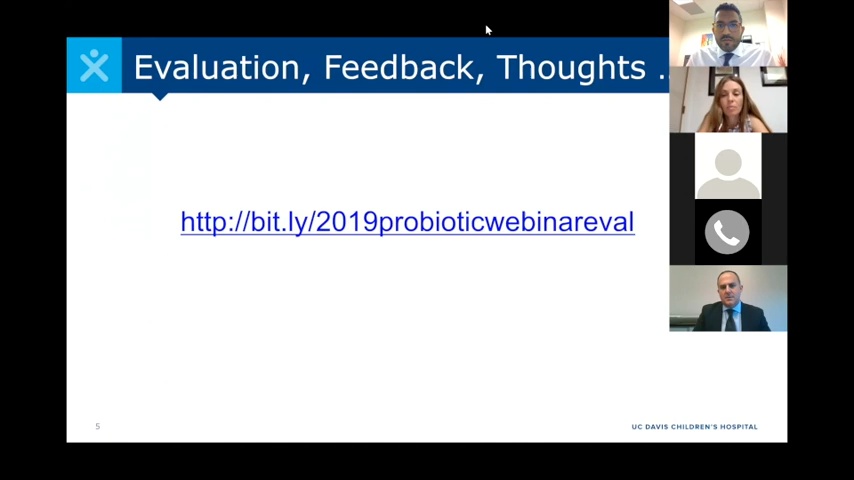 Evaluation, Feedback, Thoughts ..
http://bit.ly/2019probioticwebinareval
5
UC DAVIS CHILDREN'S HOSPITAL